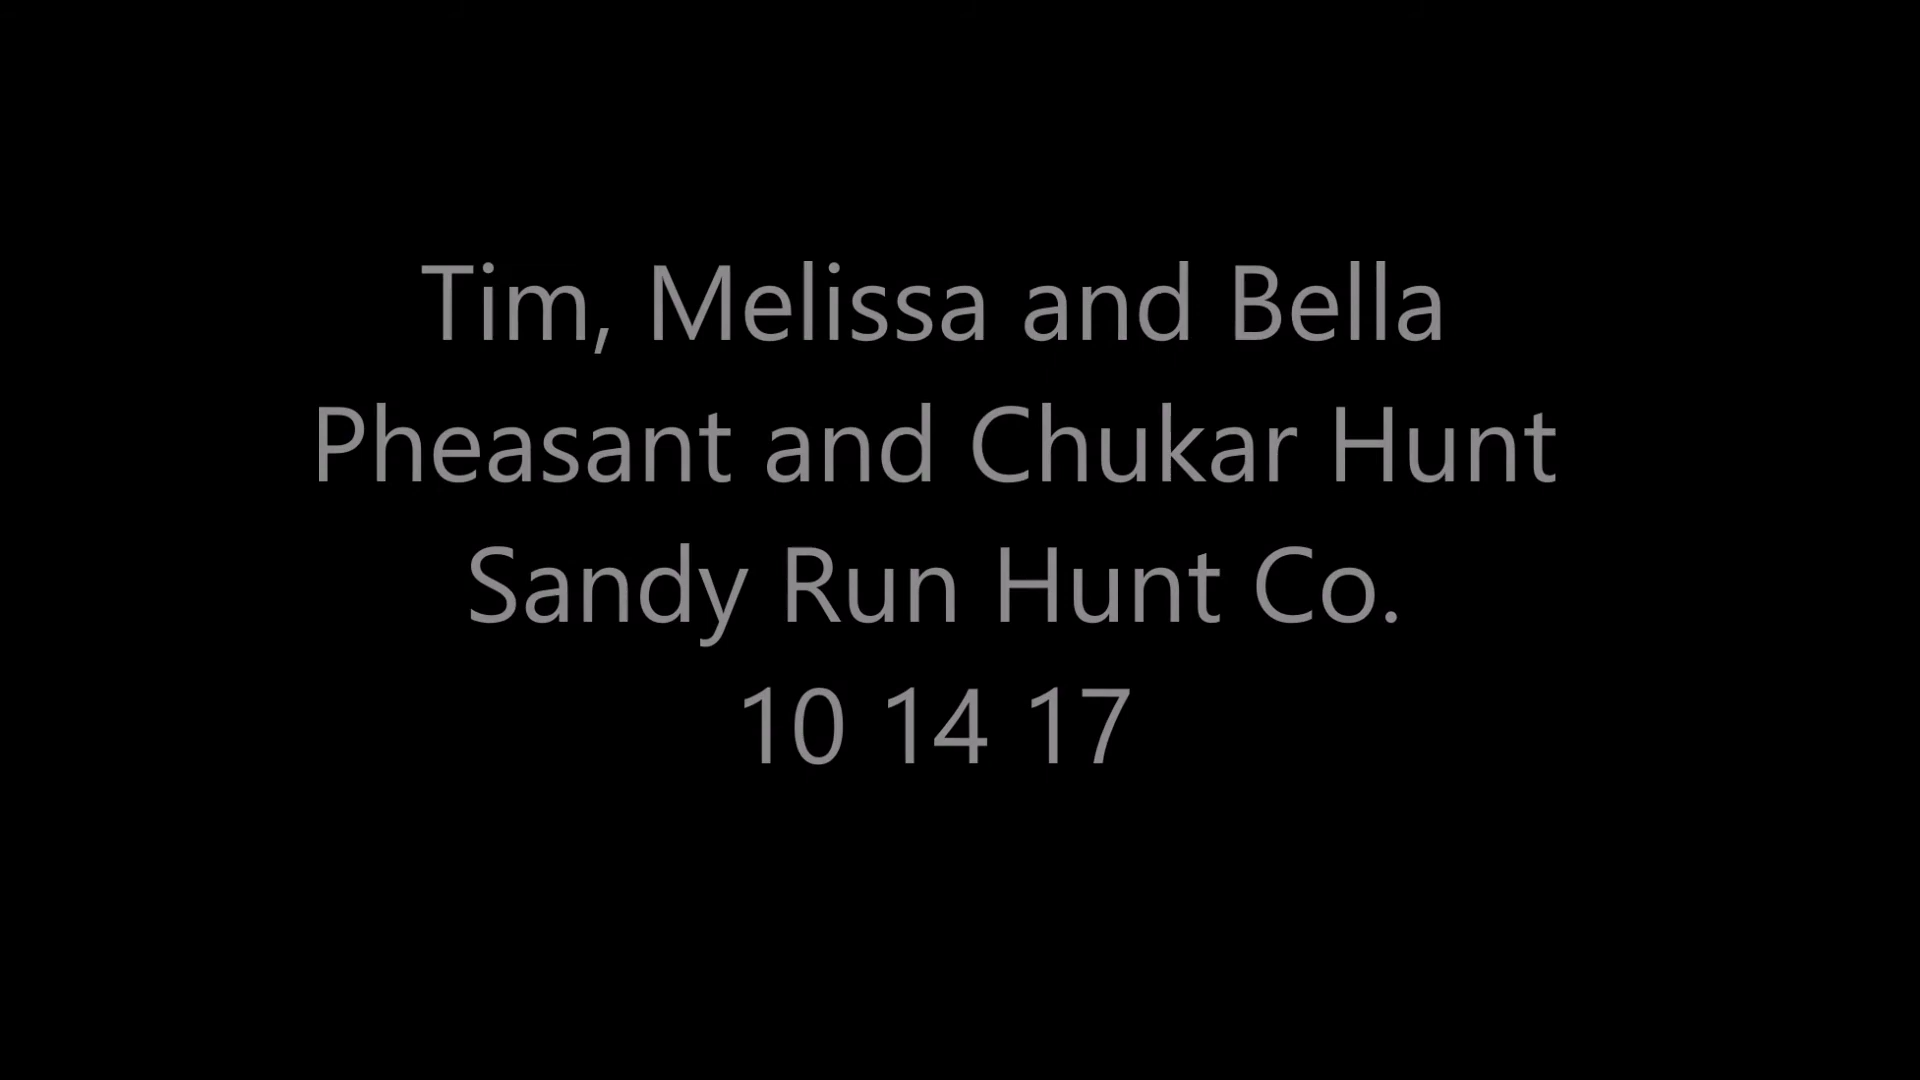 Tim, Melissa and Bella
Pheasant and Chukar Hunt
Sandy Run Hunt Co.
10 14 17